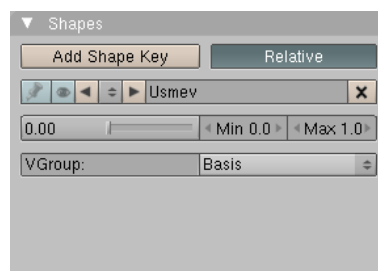 Shapes
Add Shape Key Relative
Usmev
0.00 Min 0.0 Max 1.0
VGroup: Basis